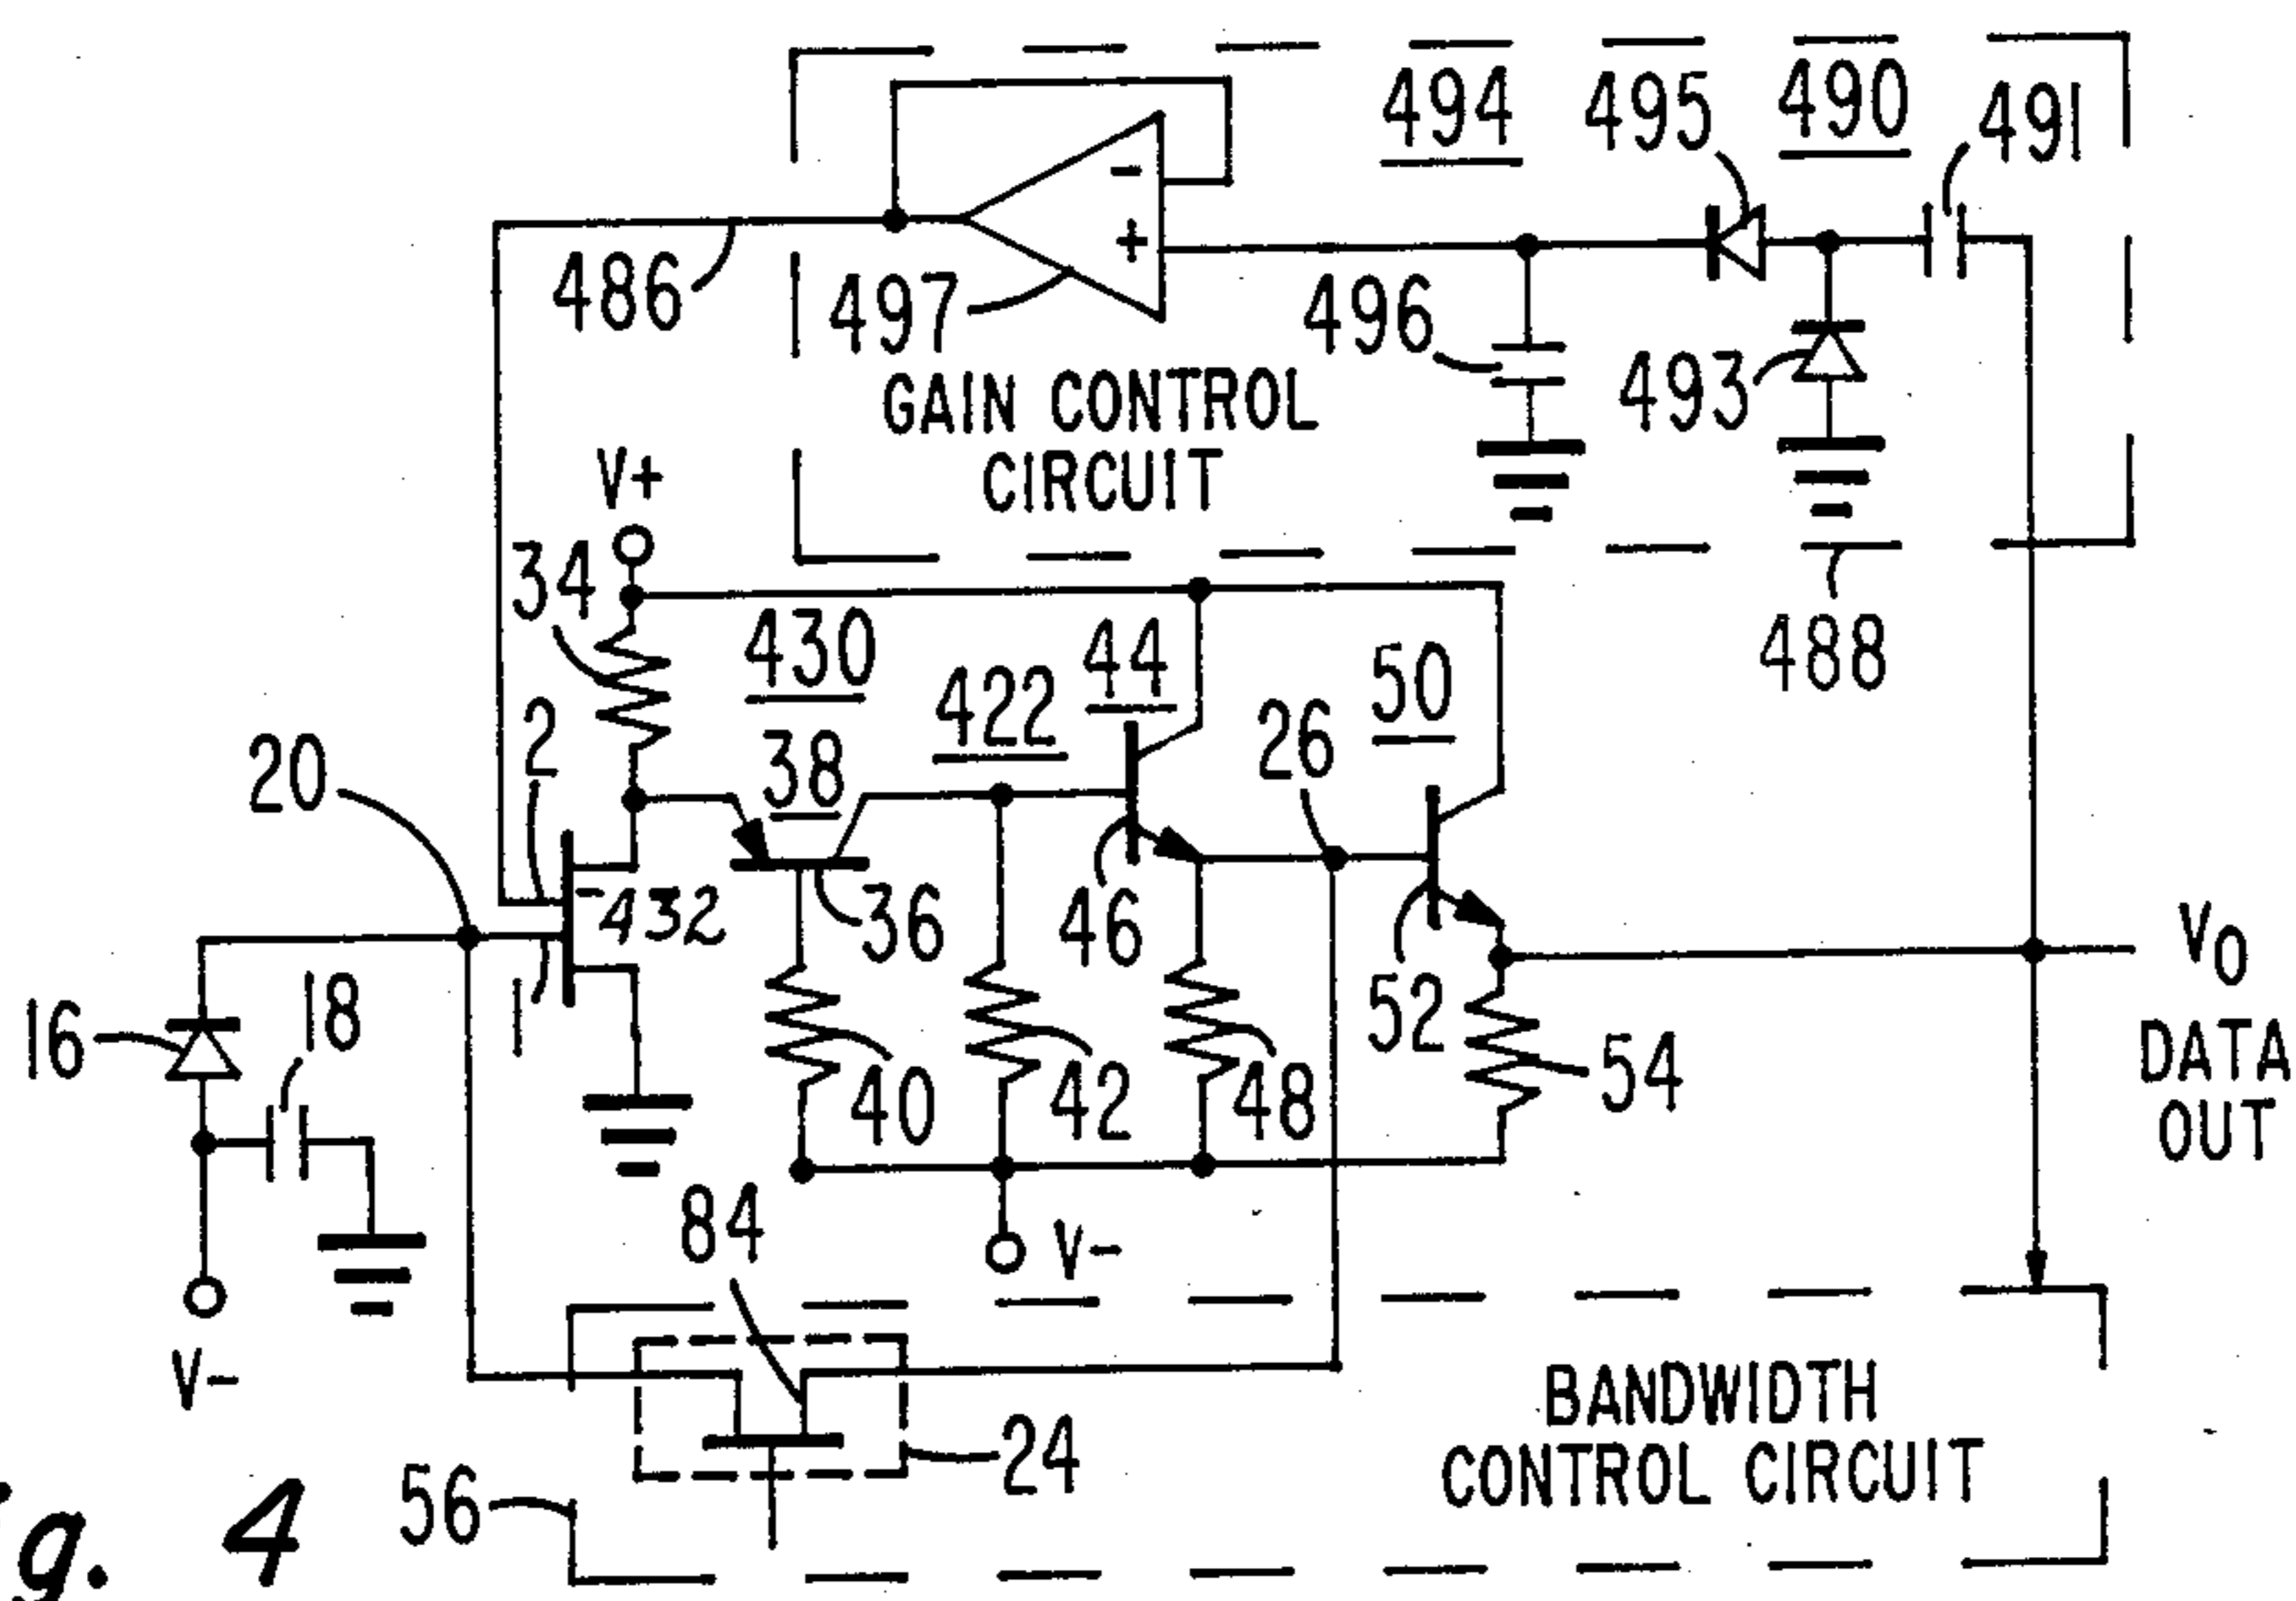 494 495 490 491
-
+
486 497 496 493
GAIN CONTROL
CIRCUIT
V+
34 430 44 488
422 50
2 38 26
20
432 36 46
Vo
16 18 1 52
DATA
OUT
40 42 48 54
84 V-
V-
BANDWIDTH
CONTROL CIRCUIT
24
56
g. 4